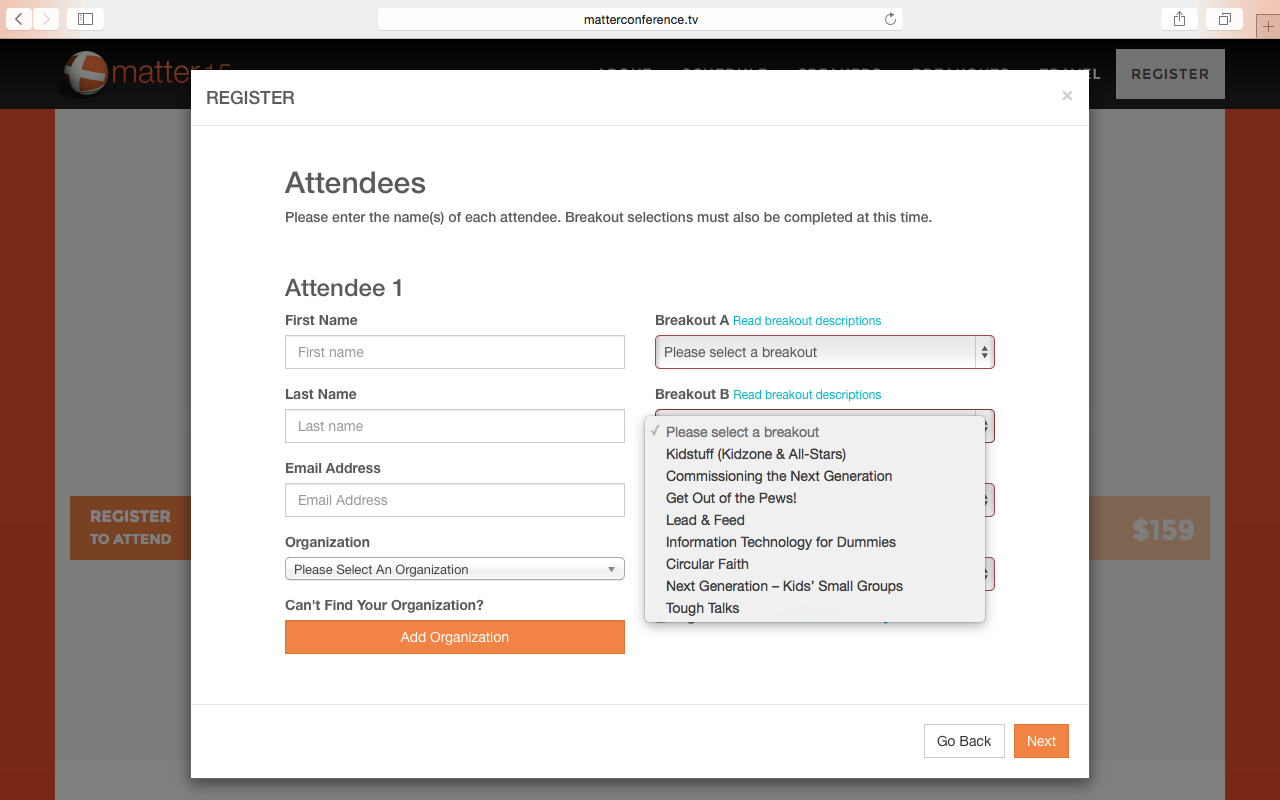 matterconference.tv
matter15
REGISTER
REGISTER
×
Attendees
Please enter the name(s) of each attendee. Breakout selections must also be completed at this time.
Attendee 1
First Name
First name
Last Name
Last name
Email Address
Email Address
Organization
Please Select An Organization
Can't Find Your Organization?
Add Organization
Breakout A Read breakout descriptions
Please select a breakout
Breakout B Read breakout descriptions
✓ Please select a breakout
Kidstuff (Kidzone & All-Stars)
Commissioning the Next Generation
Get Out of the Pews!
Lead & Feed
Information Technology for Dummies
Circular Faith
Next Generation – Kids’ Small Groups
Tough Talks
REGISTER
TO ATTEND
$159
Go Back
Next